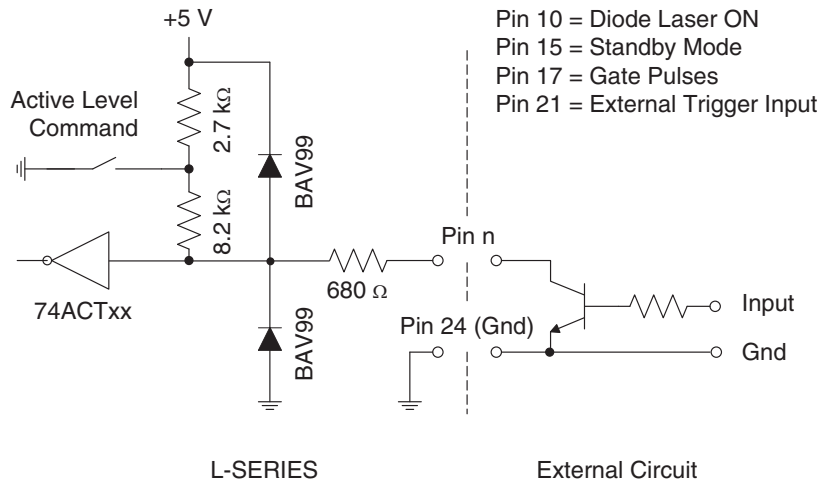 +5 V
Pin 10 = Diode Laser ON
Pin 15 = Standby Mode
Pin 17 = Gate Pulses
Pin 21 = External Trigger Input
Active Level
Command
2.7 kΩ
BAV99
8.2 kΩ
Pin n
680 Ω
74ACTxx
Input
Pin 24 (Gnd)
BAV99
Gnd
L-SERIES
External Circuit